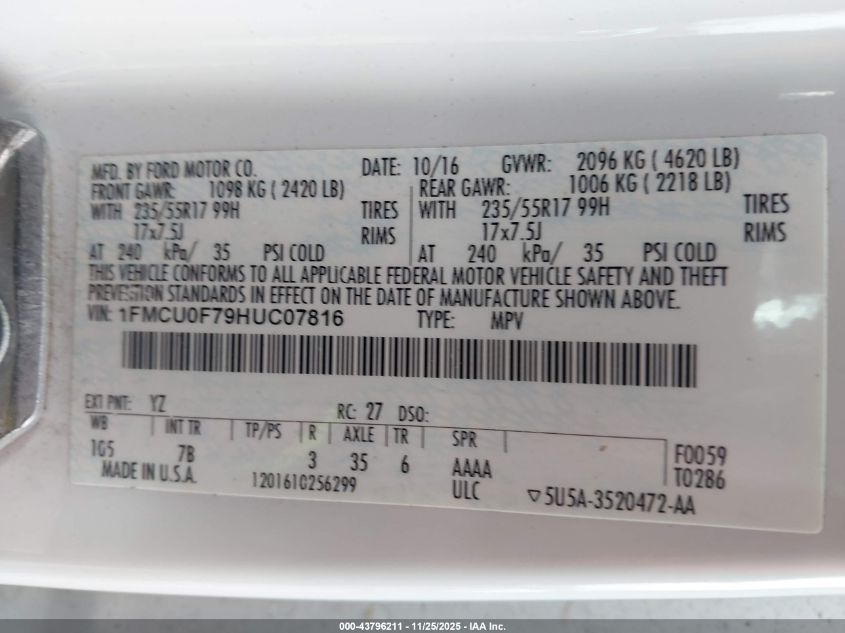 MFD. BY FORD MOTOR CO. DATE: 10/16 GVWR: 2096 KG ( 4620 LB)
FRONT GAWR: 1098 KG ( 2420 LB) REAR GAWR: 1006 KG ( 2218 LB)
WITH 235/55R17 99H TIRES WITH 235/55R17 99H TIRES
17x7.5J RIMS 17x7.5J RIMS
AT 240 kPa/ 35 PSI COLD AT 240 kPa/ 35 PSI COLD
THIS VEHICLE CONFORMS TO ALL APPLICABLE FEDERAL MOTOR VEHICLE SAFETY AND THEFT
PREVENTION STANDARDS IN EFFECT ON THE DATE OF MANUFACTURE SHOWN ABOVE.
VIN: 1FMCU0F79HUC07816 TYPE: MPV
EXT PNT: YZ RC: 27 DSO:
WB INT TR TP/PS R AXLE TR SPR F0059
105 7B 3 35 6 AAAA T0286
MADE IN U.S.A. 1201610256299 ULC ▽5U5A-3520472-AA
000-43796211 - 11/25/2025 - IAA Inc.